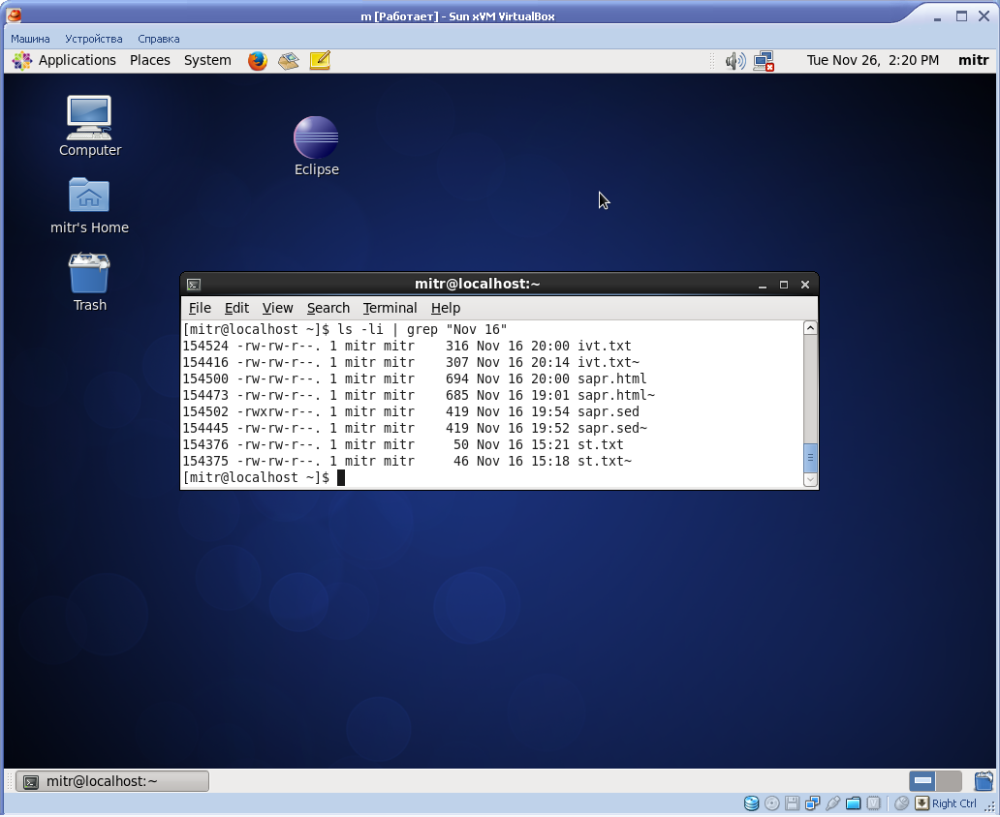 m [Работает] - Sun xVM VirtualBox
Машина Устройства Справка
Applications Places System Tue Nov 26, 2:20 PM mitr
Computer
Eclipse
mitr's Home
Trash
mitr@localhost:~
File Edit View Search Terminal Help
[mitr@localhost ~]$ ls -li | grep "Nov 16"
154524 -rw-rw-r--. 1 mitr mitr    316 Nov 16 20:00 ivt.txt
154416 -rw-rw-r--. 1 mitr mitr    307 Nov 16 20:14 ivt.txt~
154500 -rw-rw-r--. 1 mitr mitr    694 Nov 16 20:00 sapr.html
154473 -rw-rw-r--. 1 mitr mitr    685 Nov 16 19:01 sapr.html~
154502 -rwxrw-r--. 1 mitr mitr    419 Nov 16 19:54 sapr.sed
154445 -rw-rw-r--. 1 mitr mitr    419 Nov 16 19:52 sapr.sed~
154376 -rw-rw-r--. 1 mitr mitr     50 Nov 16 15:21 st.txt
154375 -rw-rw-r--. 1 mitr mitr     46 Nov 16 15:18 st.txt~
[mitr@localhost ~]$
mitr@localhost:~
Right Ctrl